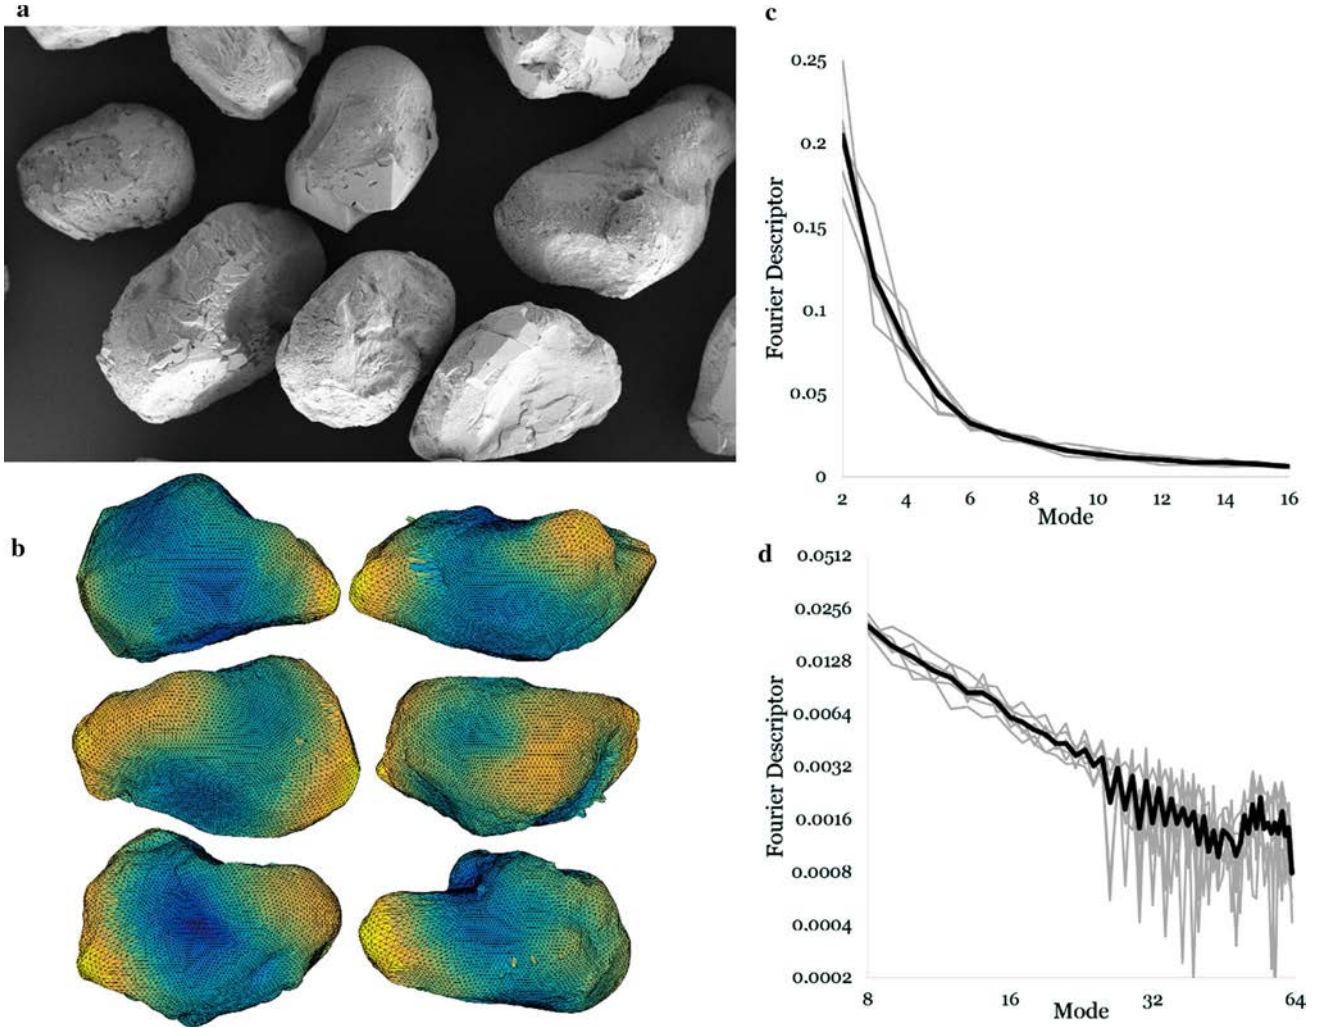 a
c
0.25
0.2
0.15
0.1
0.05
0
Fourier Descriptor
2 4 6 8 10 12 14 16
Mode
b
d
0.0512
0.0256
0.0128
0.0064
0.0032
0.0016
0.0008
0.0004
0.0002
Fourier Descriptor
8 16 32 64
Mode